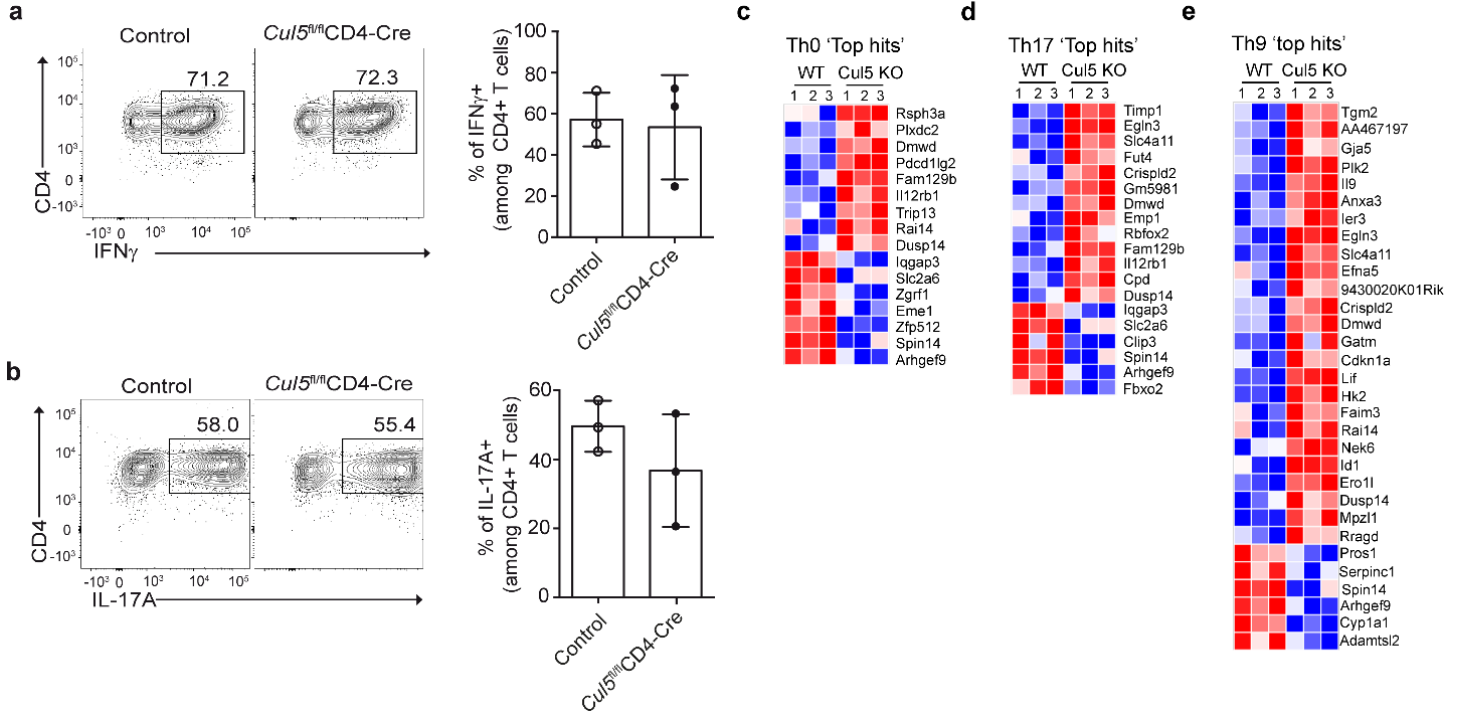 a
Control
Cul5fl/flCD4-Cre
71.2
72.3
10⁵
10⁴
10³
0
-10³
CD4
-10³ 0 10³ 10⁴ 10⁵
IFNγ
100
80
60
40
20
0
% of IFNγ+
(among CD4+ T cells)
Control
Cul5fl/flCD4-Cre
b
Control
Cul5fl/flCD4-Cre
58.0
55.4
10⁵
10⁴
10³
0
-10³
CD4
-10³ 0 10³ 10⁴ 10⁵
IL-17A
60
40
20
0
% of IL-17A+
(among CD4+ T cells)
Control
Cul5fl/flCD4-Cre
c
Th0 ‘Top hits’
WT Cul5 KO
1 2 3 1 2 3
Rsph3a
Plxdc2
Dmwd
Pdcd1lg2
Fam129b
Il12rb1
Trip13
Rai14
Dusp14
Iqgap3
Slc2a6
Zgrf1
Eme1
Zfp512
Spin14
Arhgef9
d
Th17 ‘Top hits’
WT Cul5 KO
1 2 3 1 2 3
Timp1
Egln3
Slc4a11
Fut4
Crispld2
Gm5981
Dmwd
Emp1
Rbfox2
Fam129b
Il12rb1
Cpd
Dusp14
Iqgap3
Slc2a6
Clip3
Spin14
Arhgef9
Fbxo2
e
Th9 ‘top hits’
WT Cul5 KO
1 2 3 1 2 3
Tgm2
AA467197
Gja5
Plk2
Il9
Anxa3
Ier3
Egln3
Slc4a11
Efna5
9430020K01Rik
Crispld2
Dmwd
Gatm
Cdkn1a
Lif
Hk2
Faim3
Rai14
Nek6
Id1
Ero1l
Dusp14
Mpzl1
Rragd
Pros1
Serpinc1
Spin14
Arhgef9
Cyp1a1
Adamtsl2